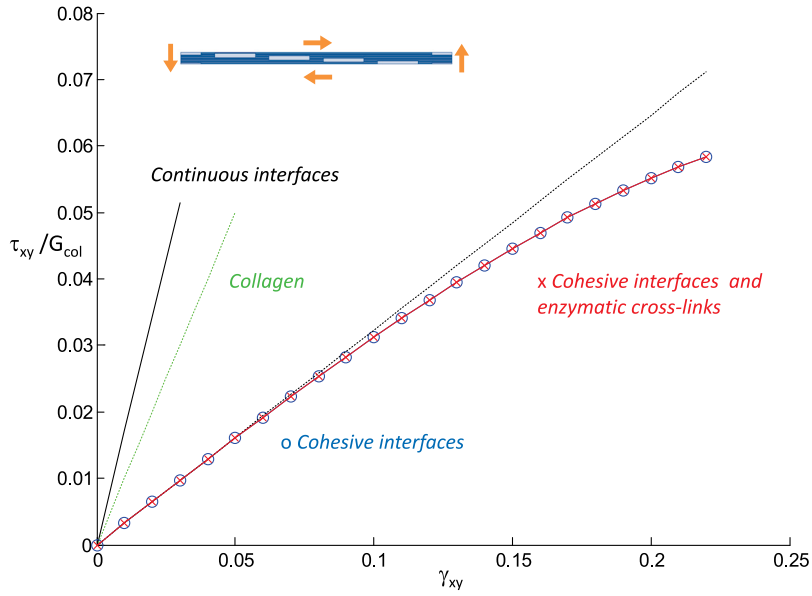 0.08
0.07
0.06
Continuous interfaces
0.05
τxy /Gcol
Collagen
0.04
x Cohesive interfaces and
enzymatic cross-links
0.03
0.02
o Cohesive interfaces
0.01
0
0
0.05
0.1
0.15
0.2
0.25
γxy